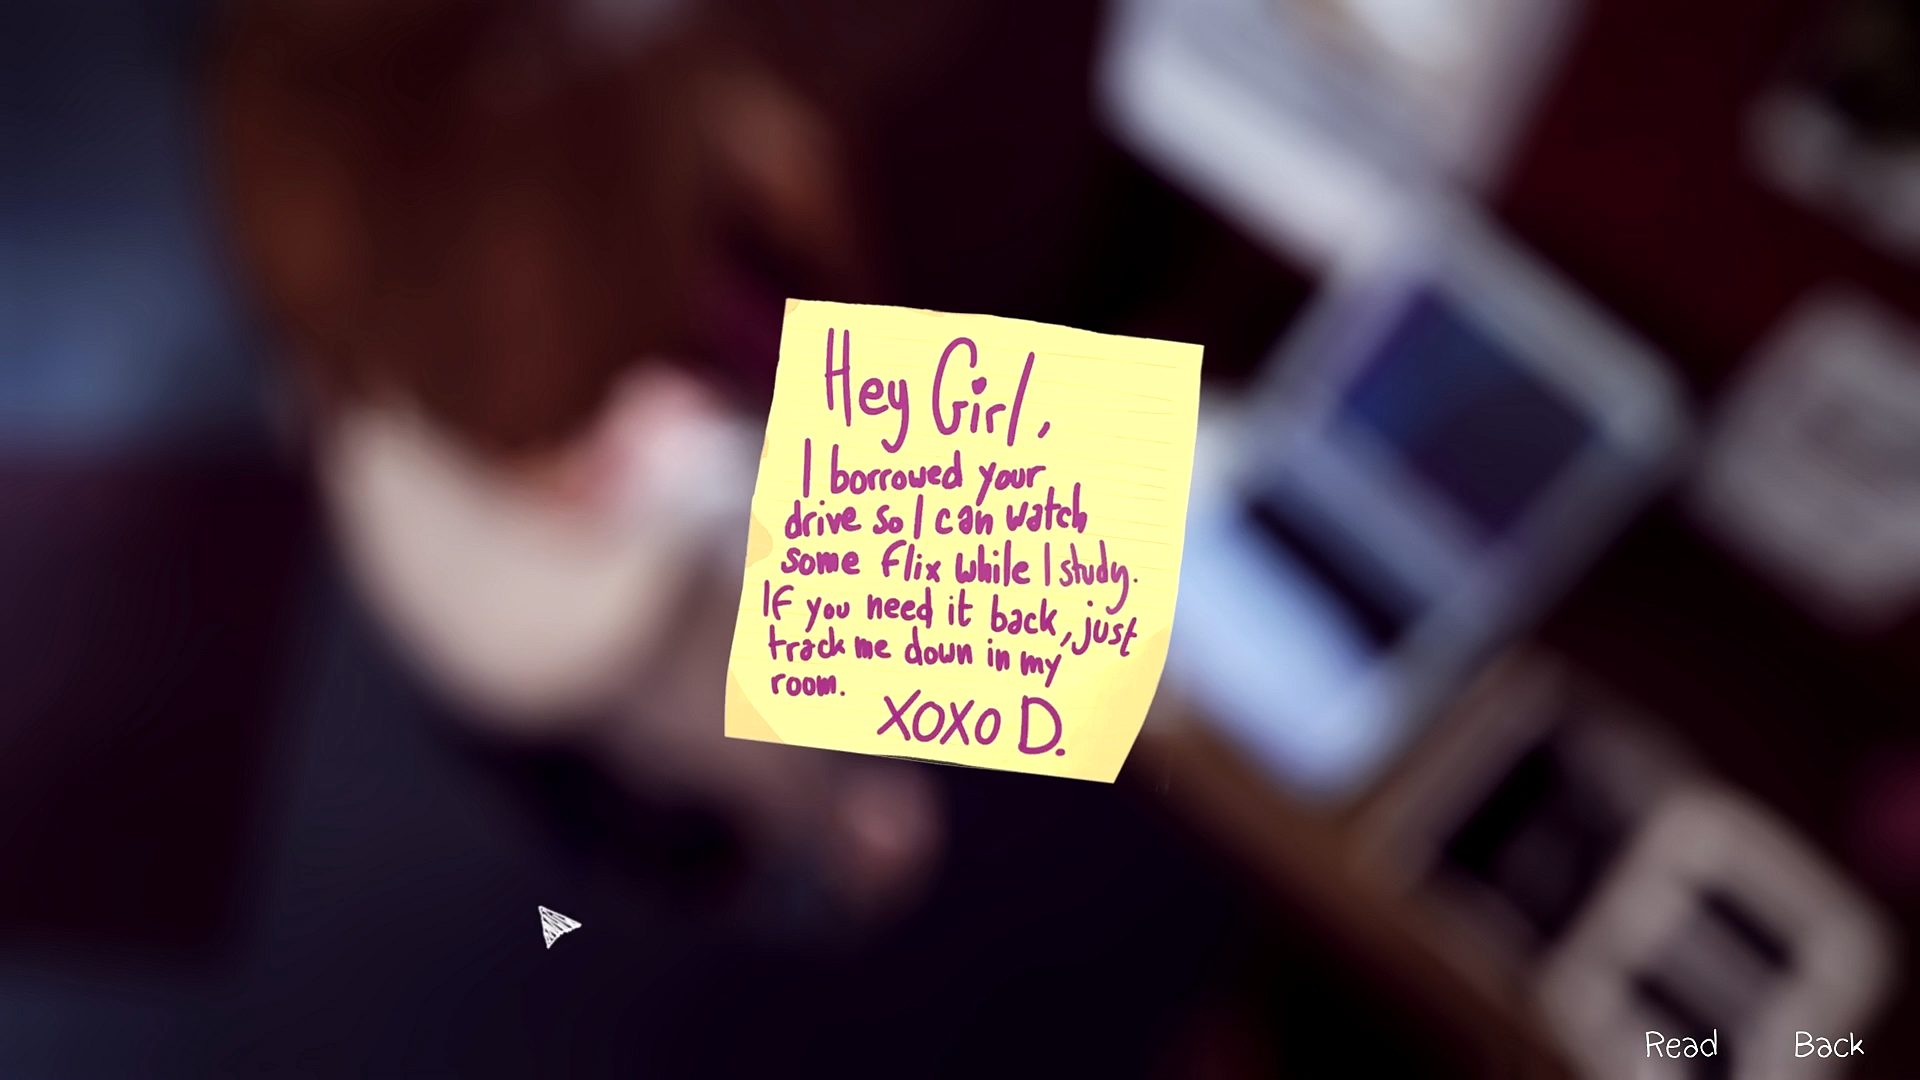 Hey Girl,
I borrowed your
drive so I can watch
some flix while I study.
If you need it back, just
track me down in my
room.
XOXO D.
Read Back